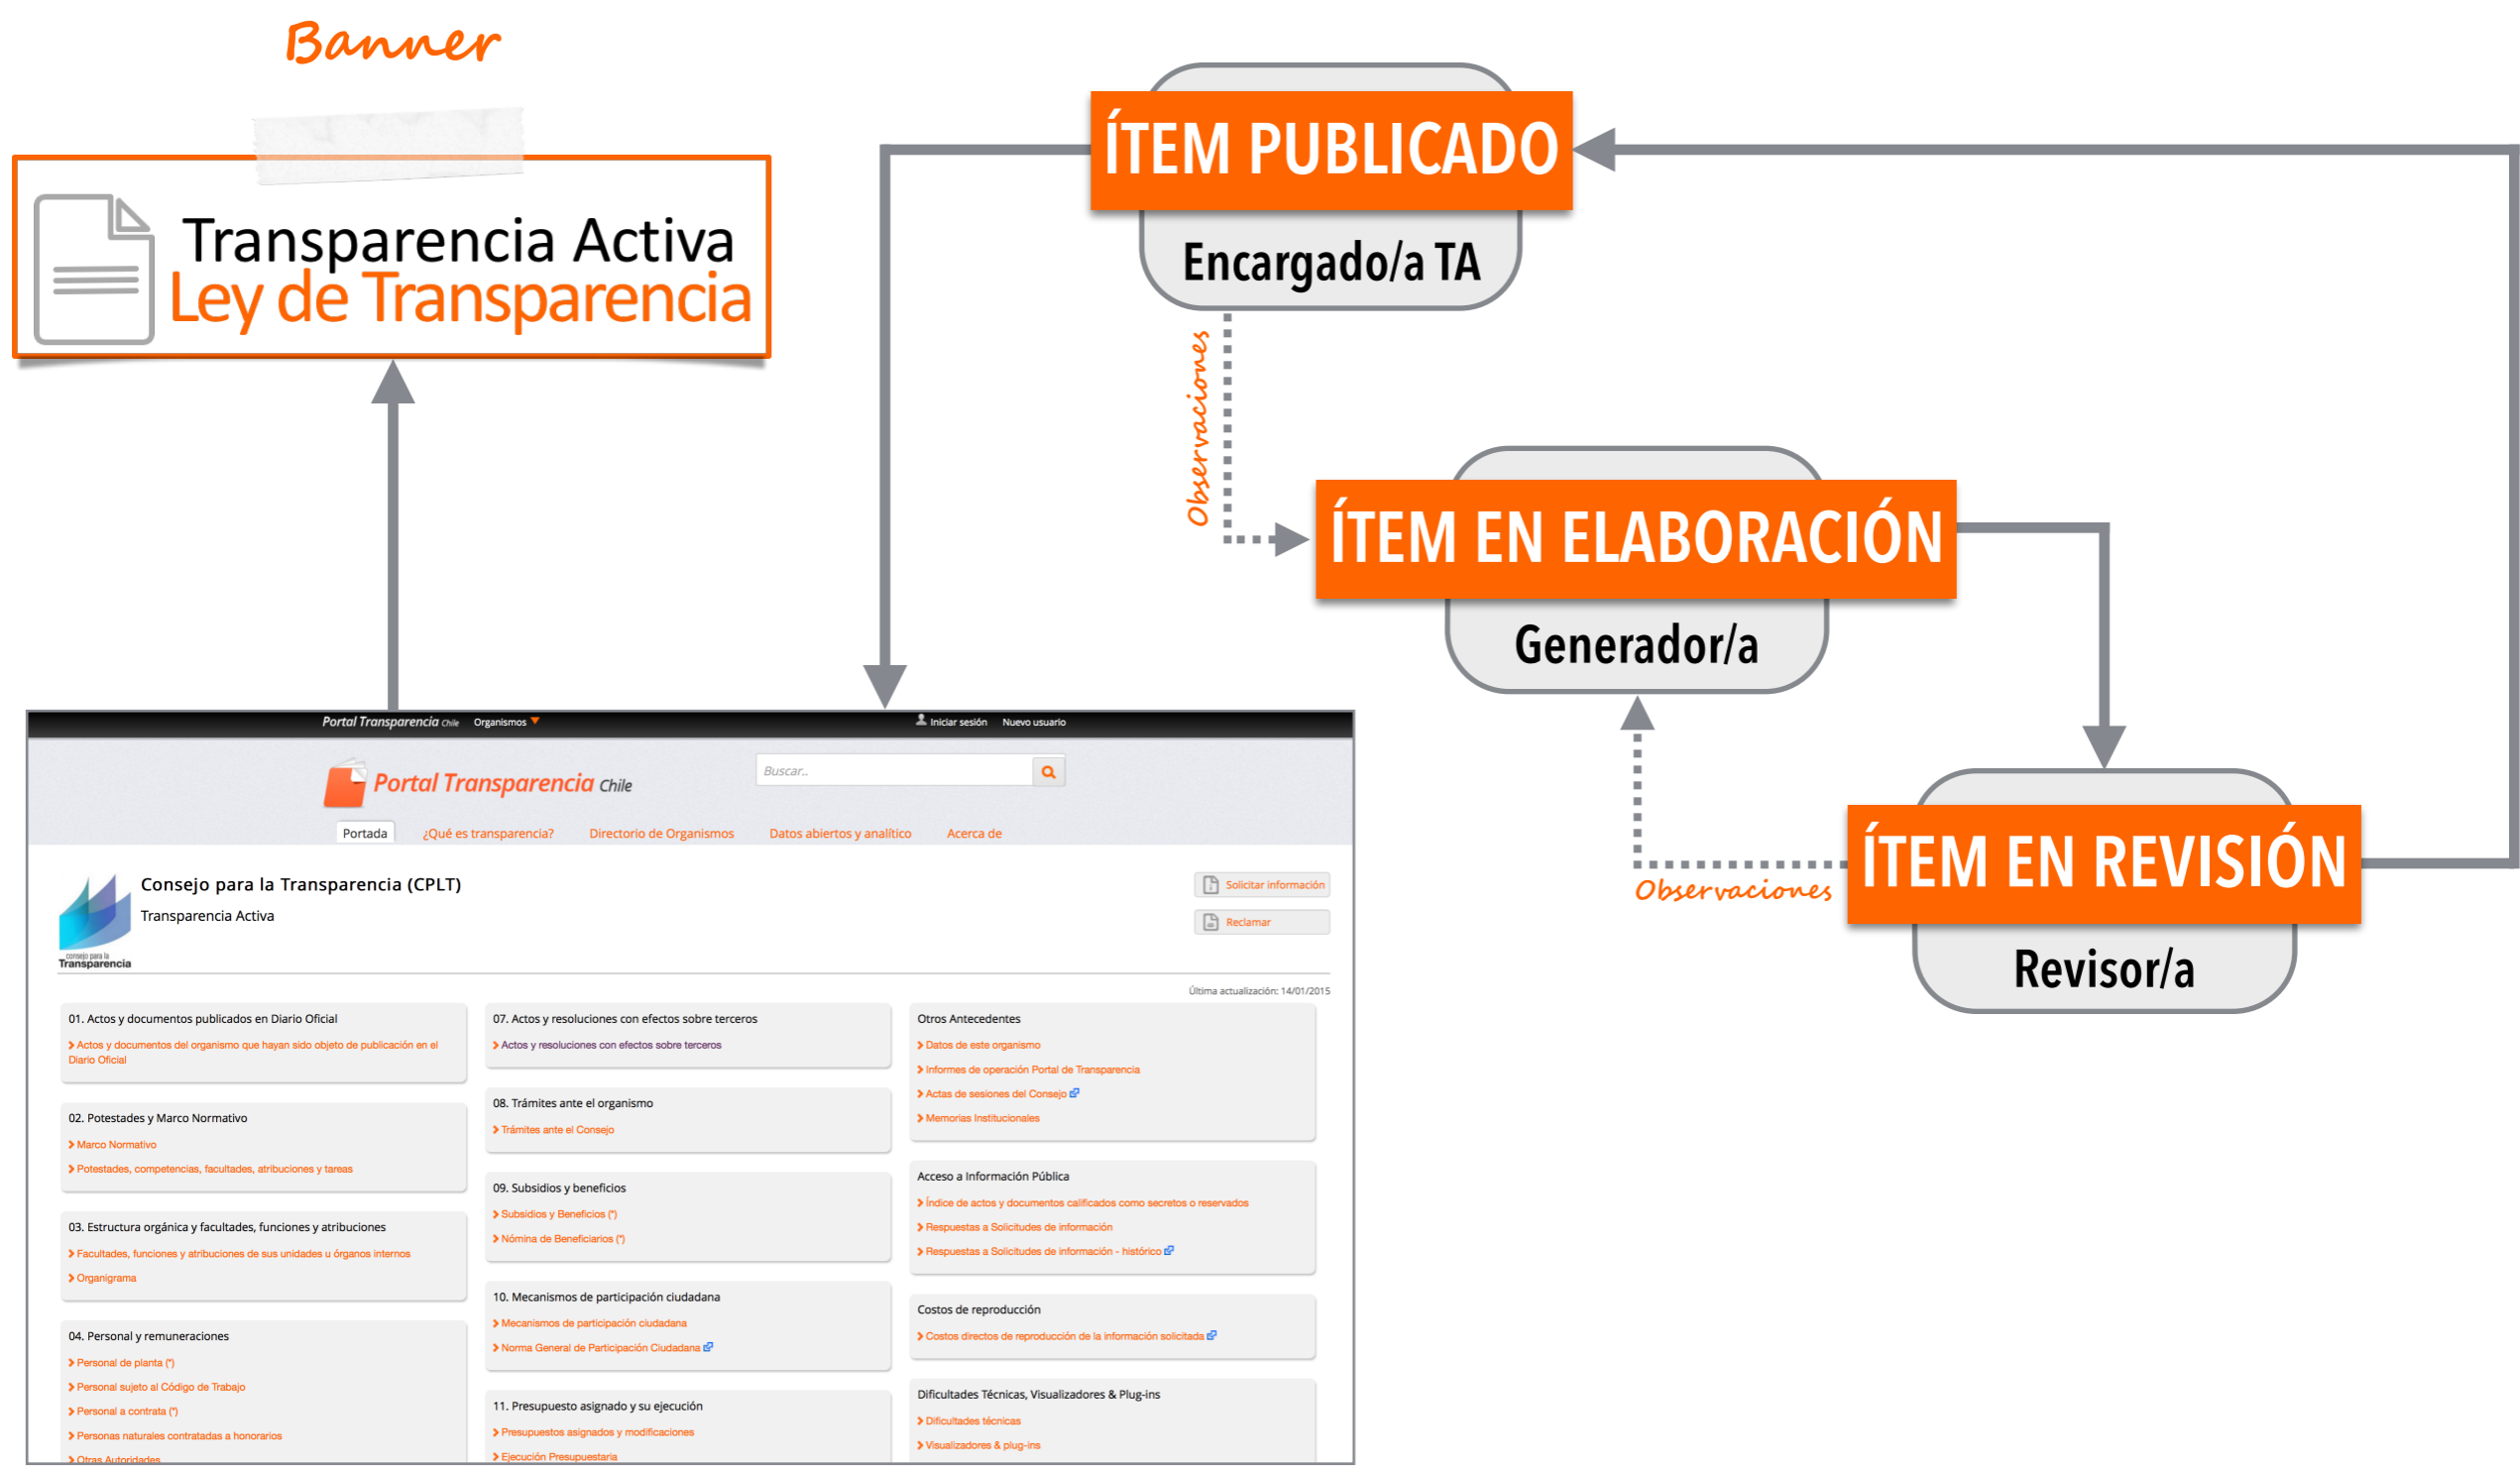 Banner
Transparencia Activa
Ley de Transparencia
ÍTEM PUBLICADO
Encargado/a TA
Observaciones
ÍTEM EN ELABORACIÓN
Generador/a
ÍTEM EN REVISIÓN
Observaciones
Revisor/a
Portal Transparencia Chile Organismos Iniciar sesión Nuevo usuario
Portal Transparencia Chile
Buscar..
Portada ¿Qué es transparencia? Directorio de Organismos Datos abiertos y analítico Acerca de
Consejo para la Transparencia (CPLT)
Transparencia Activa
consejo para la
Transparencia
Solicitar información
Reclamar
Última actualización: 14/01/2015
01. Actos y documentos publicados en Diario Oficial
Actos y documentos del organismo que hayan sido objeto de publicación en el
Diario Oficial
02. Potestades y Marco Normativo
Marco Normativo
Potestades, competencias, facultades, atribuciones y tareas
03. Estructura orgánica y facultades, funciones y atribuciones
Facultades, funciones y atribuciones de sus unidades u órganos internos
Organigrama
04. Personal y remuneraciones
Personal de planta (*)
Personal sujeto al Código de Trabajo
Personal a contrata (*)
Personas naturales contratadas a honorarios
Otras Autoridades
07. Actos y resoluciones con efectos sobre terceros
Actos y resoluciones con efectos sobre terceros
08. Trámites ante el organismo
Trámites ante el Consejo
09. Subsidios y beneficios
Subsidios y Beneficios (*)
Nómina de Beneficiarios (*)
10. Mecanismos de participación ciudadana
Mecanismos de participación ciudadana
Norma General de Participación Ciudadana
11. Presupuesto asignado y su ejecución
Presupuestos asignados y modificaciones
Ejecución Presupuestaria
Otros Antecedentes
Datos de este organismo
Informes de operación Portal de Transparencia
Actas de sesiones del Consejo
Memorias Institucionales
Acceso a Información Pública
Índice de actos y documentos calificados como secretos o reservados
Respuestas a Solicitudes de información
Respuestas a Solicitudes de información - histórico
Costos de reproducción
Costos directos de reproducción de la información solicitada
Dificultades Técnicas, Visualizadores & Plug-ins
Dificultades técnicas
Visualizadores & plug-ins